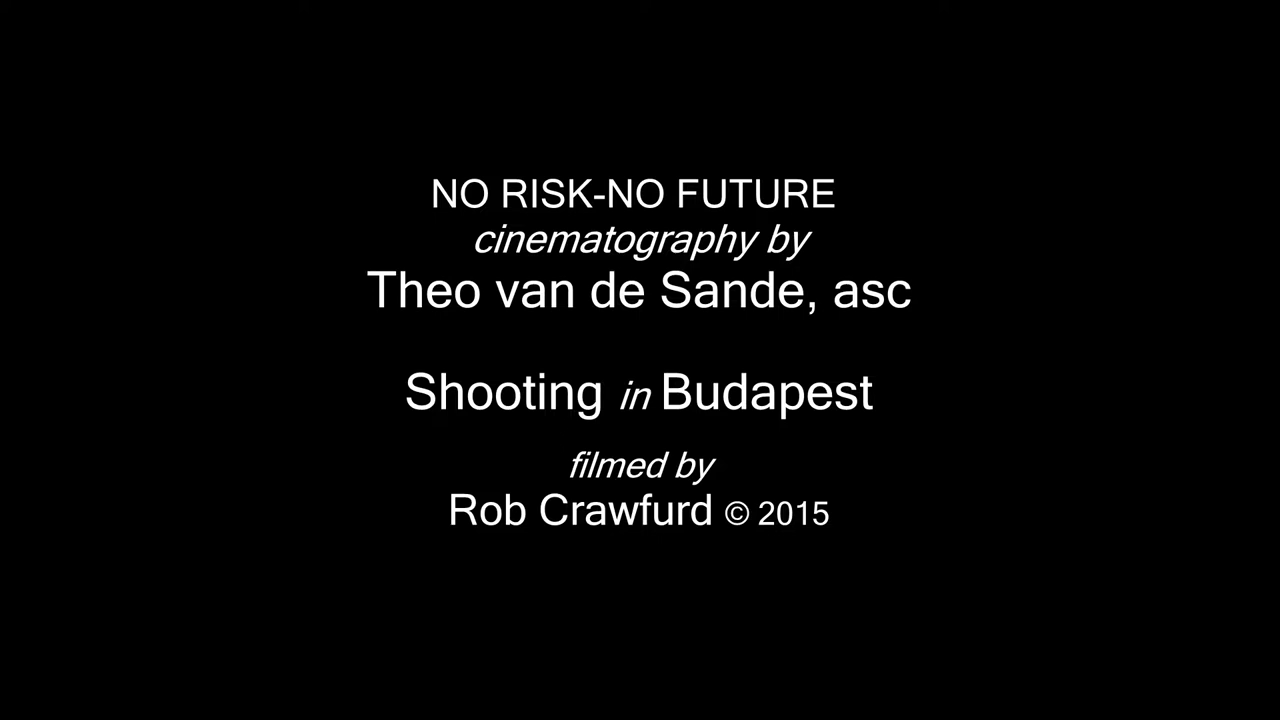 NO RISK-NO FUTURE
cinematography by
Theo van de Sande, asc
Shooting in Budapest
filmed by
Rob Crawfurd © 2015